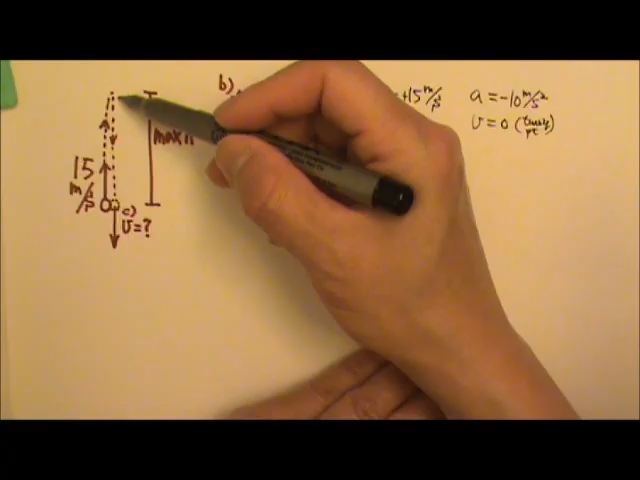 b)
+15 m/s
a = -10 m/s²
v = 0 (turning pt)
max
15 m/s
c)
v = ?